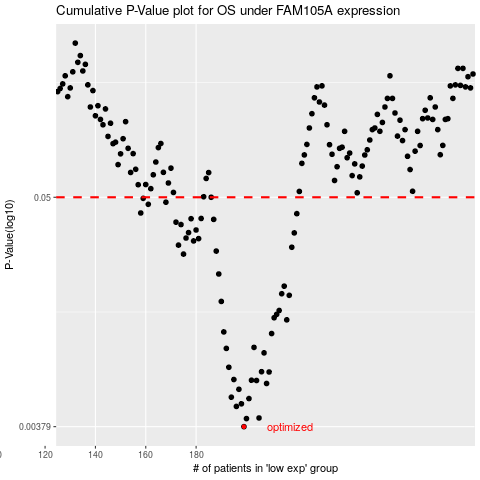 Cumulative P-Value plot for OS under FAM105A expression
P-Value(log10)
0.05
0.00379
optimized
0
120
140
160
180
# of patients in 'low exp' group